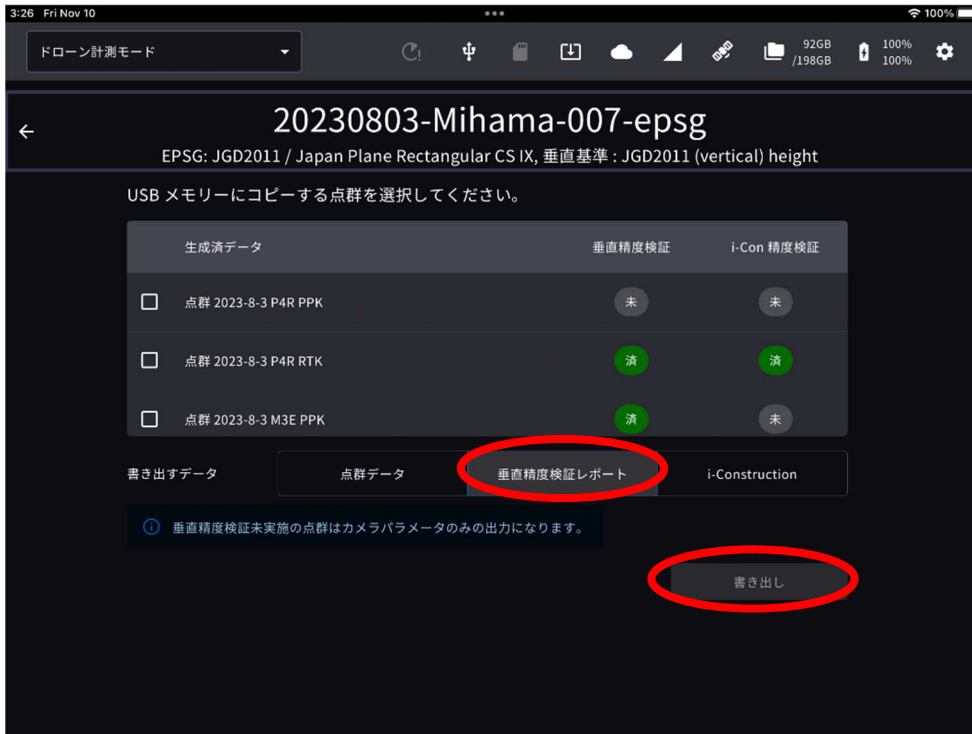 3:26 Fri Nov 10
100%
ドローン計測モード
92GB
/198GB
100%
100%
20230803-Mihama-007-epsg
EPSG: JGD2011 / Japan Plane Rectangular CS IX, 垂直基準 : JGD2011 (vertical) height
USB メモリーにコピーする点群を選択してください。
生成済データ 垂直精度検証 i-Con 精度検証
点群 2023-8-3 P4R PPK 未 未
点群 2023-8-3 P4R RTK 済 済
点群 2023-8-3 M3E PPK 済 未
書き出すデータ 点群データ 垂直精度検証レポート i-Construction
垂直精度検証未実施の点群はカメラパラメータのみの出力になります。
書き出し